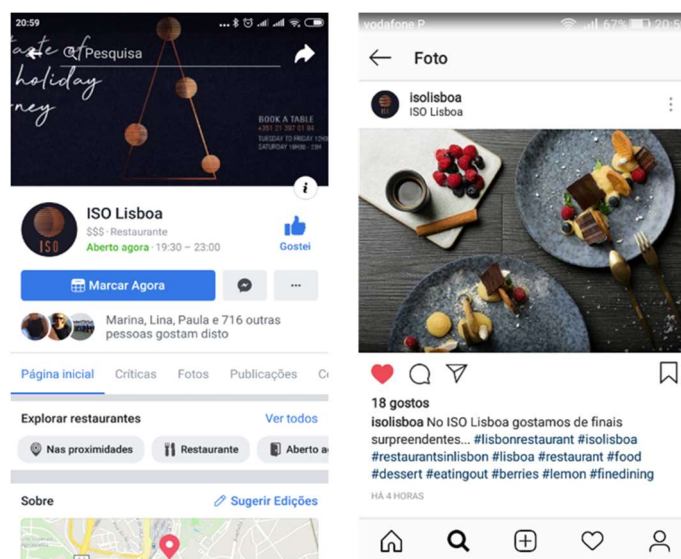 20:59
Pesquisa
taste of
holiday
BOOK A TABLE
+351 21 397 01 94
ISO
ISO Lisboa
$$$ · Restaurante
Aberto agora · 19:30 – 23:00
Gostei
Marcar Agora
Marina, Lina, Paula e 716 outras
pessoas gostam disto
Página inicial Críticas Fotos Publicações
Explorar restaurantes Ver todos
Nas proximidades Restaurante Aberto
Sobre Sugerir Edições
vodafone P 67%
Foto
isolisboa
ISO Lisboa
18 gostos
isolisboa No ISO Lisboa gostamos de finais
surpreendentes... #lisbonrestaurant #isolisboa
#restaurantsinlisbon #lisboa #restaurant #food
#dessert #eatingout #berries #lemon #finedining
HÁ 4 HORAS